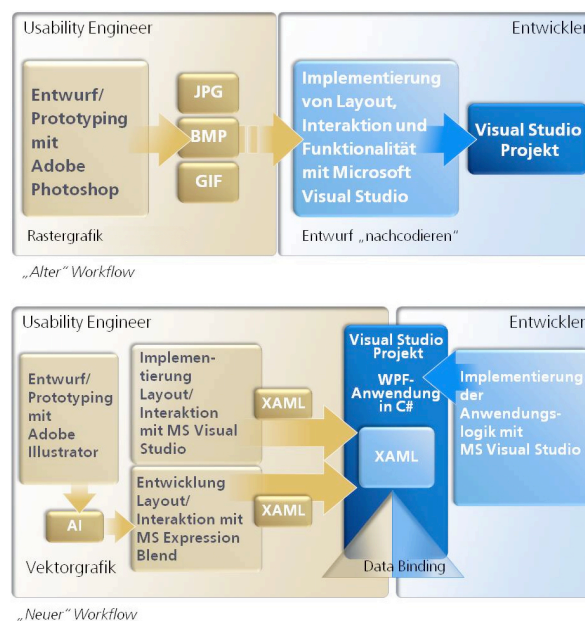 Usability Engineer
Entwickler
Entwurf/
Prototyping
mit
Adobe
Photoshop
JPG
BMP
GIF
Implementierung
von Layout,
Interaktion und
Funktionalität
mit Microsoft
Visual Studio
Visual Studio
Projekt
Rastergrafik
Entwurf „nachcodieren“
„Alter“ Workflow
Usability Engineer
Entwickler
Entwurf/
Prototyping
mit
Adobe
Illustrator
AI
Vektorgrafik
Implemen-
tierung
Layout/
Interaktion
mit MS Visual
Studio
XAML
Entwicklung
Layout/
Interaktion mit
MS Expression
Blend
XAML
Visual Studio
Projekt
WPF-
Anwendung
in C#
XAML
Data Binding
Implementierung
der
Anwendungs-
logik mit
MS Visual Studio
„Neuer“ Workflow